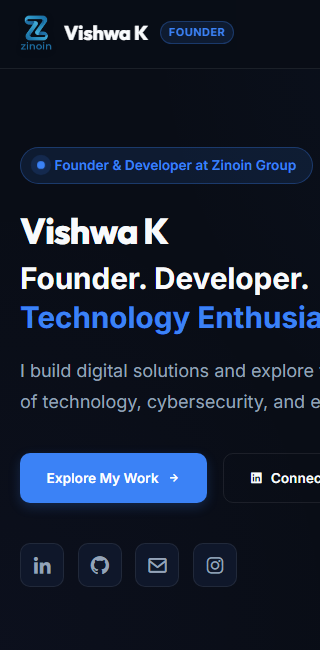 zinoin
Vishwa K
FOUNDER
Founder & Developer at Zinoin Group
Vishwa K
Founder. Developer.
Technology Enthusia
I build digital solutions and explore
of technology, cybersecurity, and e
Explore My Work
Connec